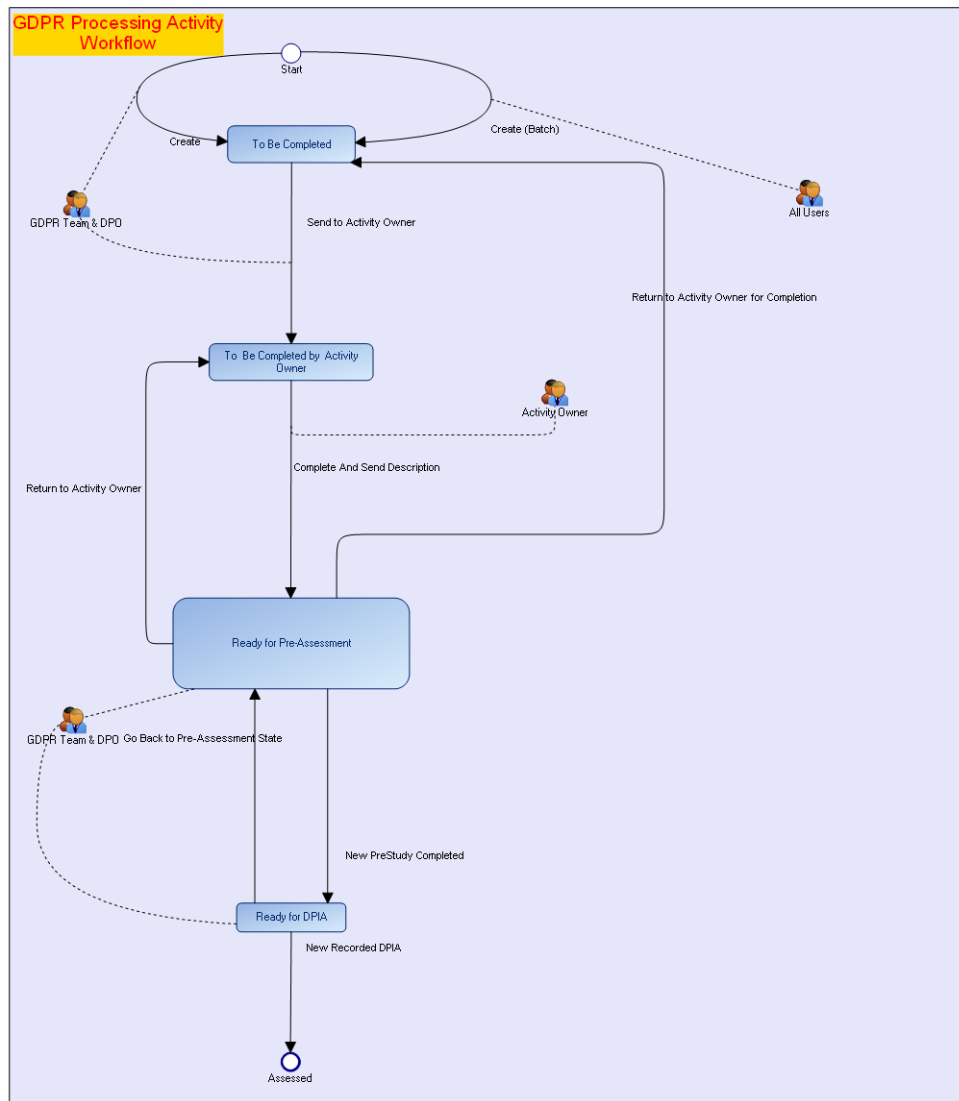 GDPR Processing Activity
Workflow
Start
Create
Create (Batch)
To Be Completed
GDPR Team & DPO
All Users
Send to Activity Owner
Return to Activity Owner for Completion
To Be Completed by Activity
Owner
Activity Owner
Complete And Send Description
Return to Activity Owner
Ready for Pre-Assessment
GDPR Team & DPO
Go Back to Pre-Assessment State
New PreStudy Completed
Ready for DPIA
New Recorded DPIA
Assessed